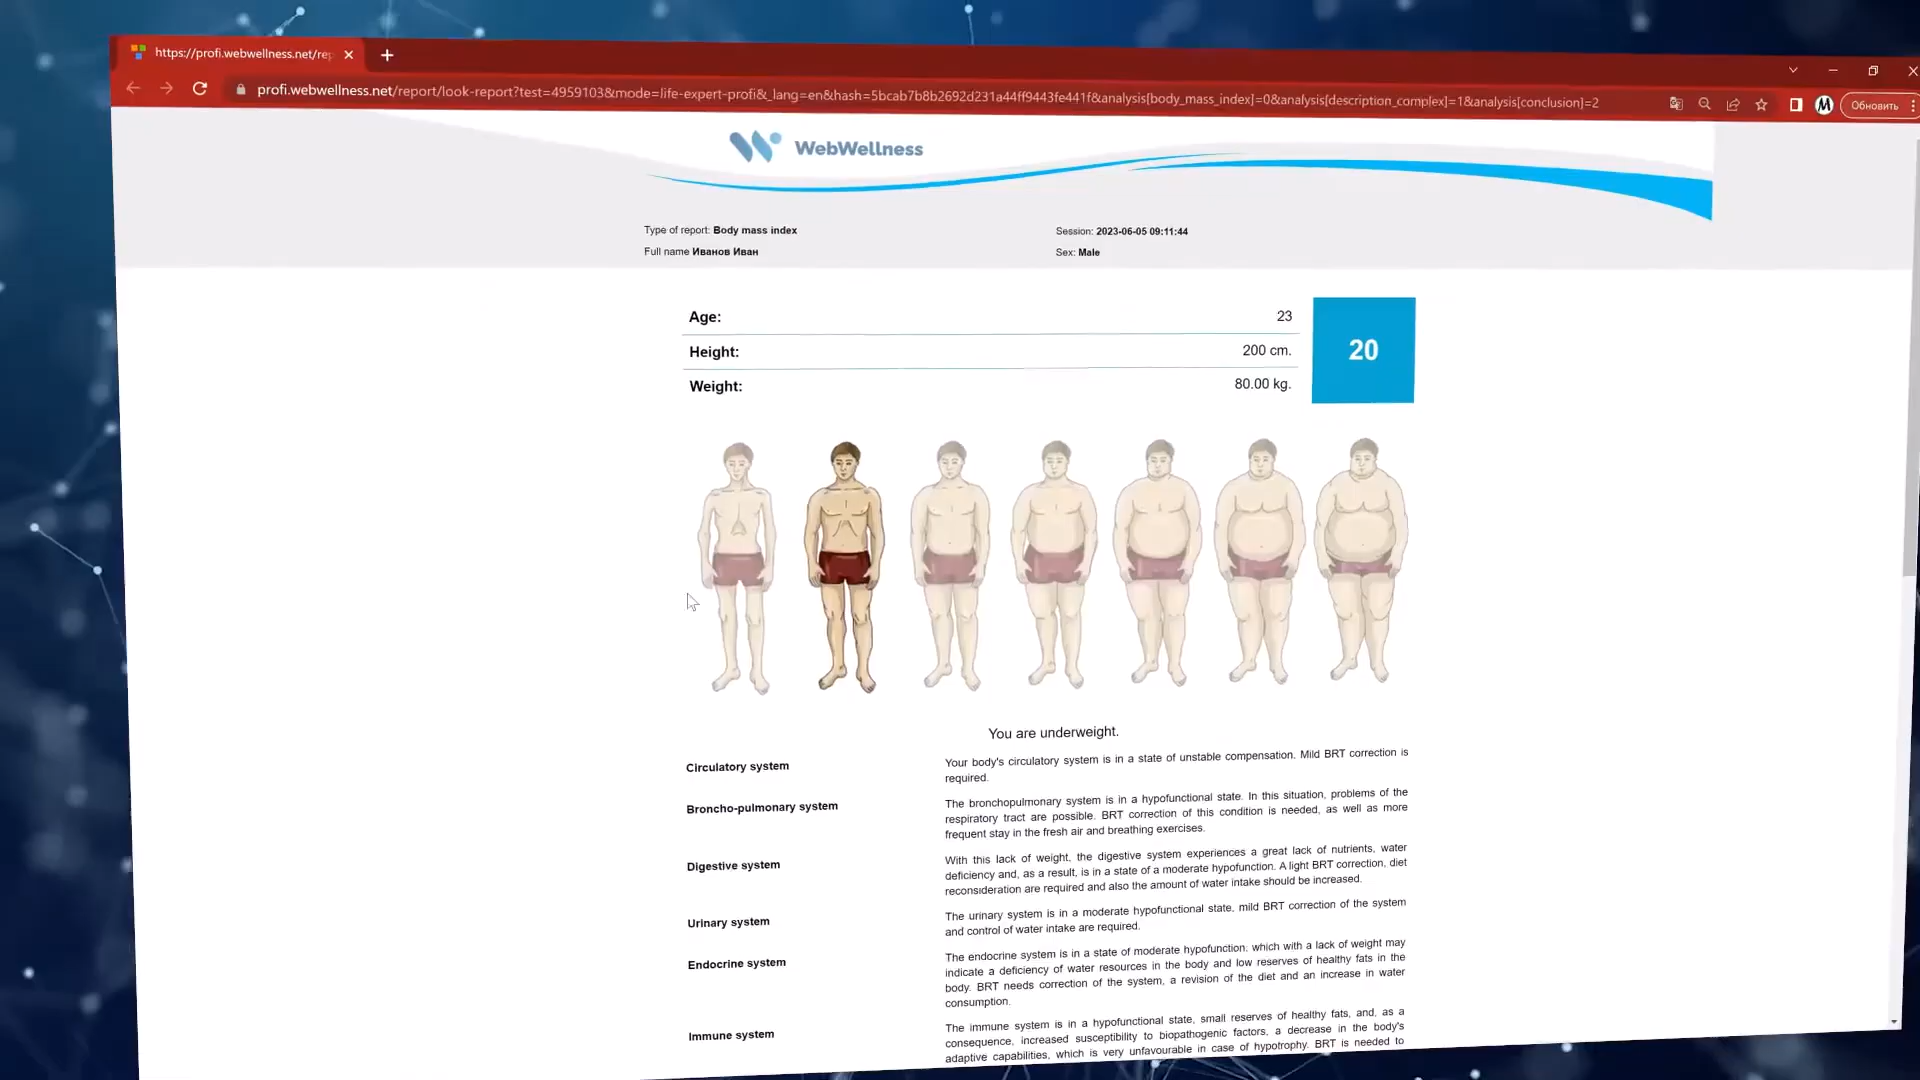 https://profi.webwellness.net/re
profi.webwellness.net/report/look-report?test=4959103&mode=life-expert-profi&_lang=en&hash=5bcab7b8b2692d231a44ff9443fe441f&analysis[body_mass_index]=0&analysis[description_complex]=1&analysis[conclusion]=2
Обновить
WebWellness
Type of report: Body mass index
Session: 2023-06-05 09:11:44
Full name Иванов Иван
Sex: Male
Age: 23
Height: 200 cm.
Weight: 80.00 kg.
20
You are underweight.
Circulatory system
Your body's circulatory system is in a state of unstable compensation. Mild BRT correction is
required.
Broncho-pulmonary system
The bronchopulmonary system is in a hypofunctional state. In this situation, problems of the
respiratory tract are possible. BRT correction of this condition is needed, as well as more
frequent stay in the fresh air and breathing exercises.
Digestive system
With this lack of weight, the digestive system experiences a great lack of nutrients, water
deficiency and, as a result, is in a state of a moderate hypofunction. A light BRT correction, diet
reconsideration are required and also the amount of water intake should be increased.
Urinary system
The urinary system is in a moderate hypofunctional state, mild BRT correction of the system
and control of water intake are required.
Endocrine system
The endocrine system is in a state of moderate hypofunction; which with a lack of weight may
indicate a deficiency of water resources in the body and low reserves of healthy fats in the
body. BRT needs correction of the system, a revision of the diet and an increase in water
consumption.
Immune system
The immune system is in a hypofunctional state, small reserves of healthy fats, and, as a
consequence, increased susceptibility to biopathogenic factors, a decrease in the body's
adaptive capabilities, which is very unfavourable in case of hypotrophy. BRT is needed to